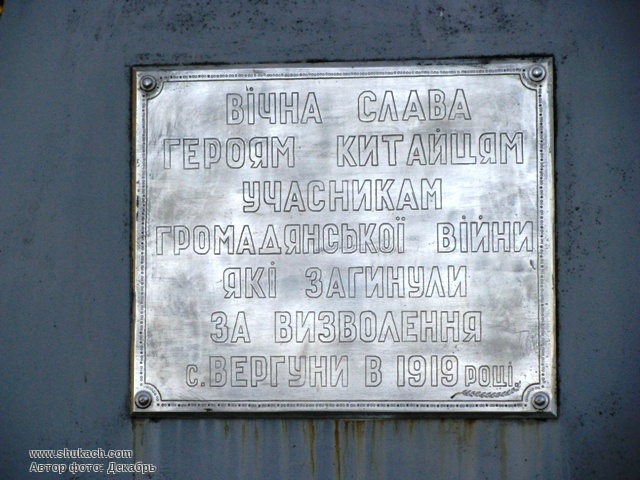 ВІЧНА СЛАВА
ГЕРОЯМ КИТАЙЦЯМ
УЧАСНИКАМ
ГРОМАДЯНСЬКОЇ ВІЙНИ
ЯКІ ЗАГИНУЛИ
ЗА ВИЗВОЛЕННЯ
с. ВЕРГУНИ В 1919 РОЦІ
www.shukach.com
Автор фото: Декабрь